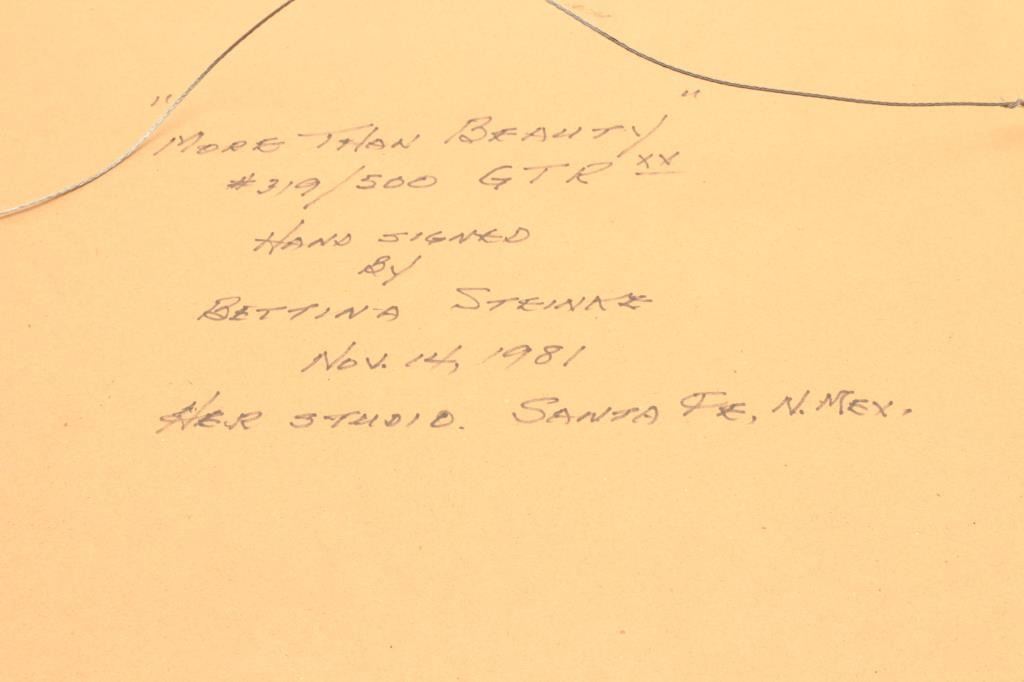 "More Than Beauty"
#319/500 GTR XX
Hand signed
By
Bettina Steinke
Nov. 14, 1981
Her studio. Santa Fe, N. Mex.